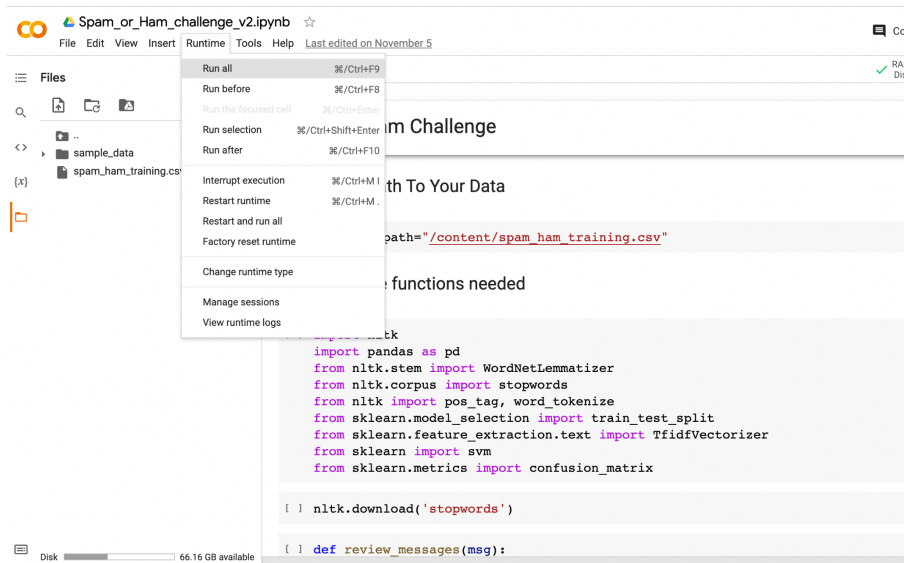 Spam_or_Ham_challenge_v2.ipynb
File Edit View Insert Runtime Tools Help Last edited on November 5
Files
..
sample_data
{x}
Run all ⌘/Ctrl+F9
Run before ⌘/Ctrl+F8
Run the focused cell ⌘/Ctrl+Enter
Run selection ⌘/Ctrl+Shift+Enter
Run after ⌘/Ctrl+F10
Interrupt execution ⌘/Ctrl+M I
Restart runtime ⌘/Ctrl+M .
Restart and run all
Factory reset runtime
Change runtime type
Manage sessions
View runtime logs
Challenge
To Your Data
path="/content/spam_ham_training.csv"
functions needed
import pandas as pd
from nltk.stem import WordNetLemmatizer
from nltk.corpus import stopwords
from nltk import pos_tag, word_tokenize
from sklearn.model_selection import train_test_split
from sklearn.feature_extraction.text import TfidfVectorizer
from sklearn import svm
from sklearn.metrics import confusion_matrix
[ ] nltk.download('stopwords')
[ ] def review_messages(msg):
Disk 66.16 GB available